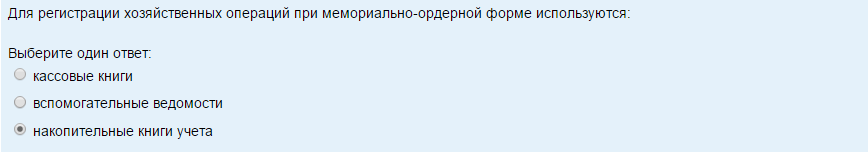 Для регистрации хозяйственных операций при мемориально-ордерной форме используются:
Выберите один ответ:
кассовые книги
вспомогательные ведомости
накопительные книги учета